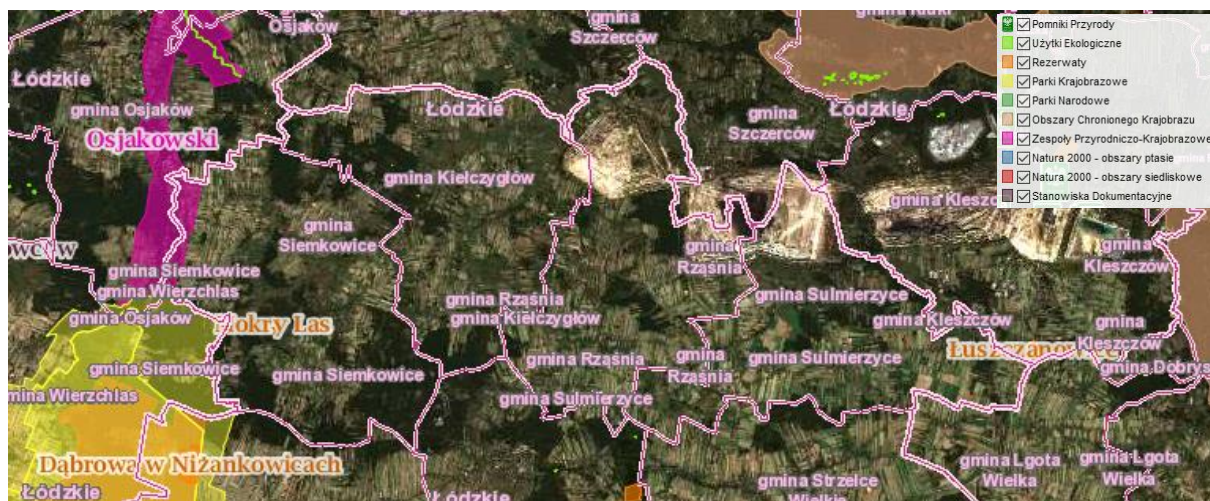 Łódzkie
gmina
Osjaków
gmina
Szczerców
gmina Osjaków
Łódzkie
gmina
Szczerców
Łódzkie
Osjakowski
gmina Kiełczygłów
gmina Kleszczów
gmina
Siemkowice
gmina
Rząśnia
gmina
Kleszczów
gmina Siemkowice
gmina Wierzchlas
gmina Osjaków
Mokry Las
gmina Rząśnia
gmina Kiełczygłów
gmina Sulmierzyce
gmina Kleszczów
gmina
Kleszczów
Łuszczanowice
gmina Siemkowice
gmina Siemkowice
gmina Rząśnia
gmina
Rząśnia
gmina Sulmierzyce
gmina Dobrys
gmina Wierzchlas
gmina Sulmierzyce
Dąbrowa w Niżankowicach
Łódzkie
Łódzkie
gmina Strzelce
Wielkie
gmina Lgota
Wielka
gmina Lgota
Wielka
Pomniki Przyrody
Użytki Ekologiczne
Rezerwaty
Parki Krajobrazowe
Parki Narodowe
Obszary Chronionego Krajobrazu
Zespoły Przyrodniczo-Krajobrazowe
Natura 2000 - obszary ptasie
Natura 2000 - obszary siedliskowe
Stanowiska Dokumentacyjne